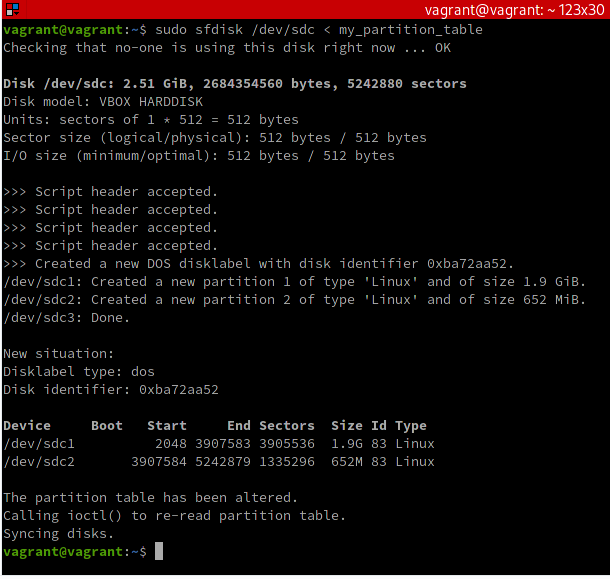 vagrant@vagrant: ~ 123x30
vagrant@vagrant:~$ sudo sfdisk /dev/sdc < my_partition_table
Checking that no-one is using this disk right now ... OK
Disk /dev/sdc: 2.51 GiB, 2684354560 bytes, 5242880 sectors
Disk model: VBOX HARDDISK
Units: sectors of 1 * 512 = 512 bytes
Sector size (logical/physical): 512 bytes / 512 bytes
I/O size (minimum/optimal): 512 bytes / 512 bytes
>>> Script header accepted.
>>> Script header accepted.
>>> Script header accepted.
>>> Script header accepted.
>>> Created a new DOS disklabel with disk identifier 0xba72aa52.
/dev/sdc1: Created a new partition 1 of type 'Linux' and of size 1.9 GiB.
/dev/sdc2: Created a new partition 2 of type 'Linux' and of size 652 MiB.
/dev/sdc3: Done.
New situation:
Disklabel type: dos
Disk identifier: 0xba72aa52
Device     Boot   Start     End Sectors  Size Id Type
/dev/sdc1          2048 3907583 3905536  1.9G 83 Linux
/dev/sdc2       3907584 5242879 1335296  652M 83 Linux
The partition table has been altered.
Calling ioctl() to re-read partition table.
Syncing disks.
vagrant@vagrant:~$